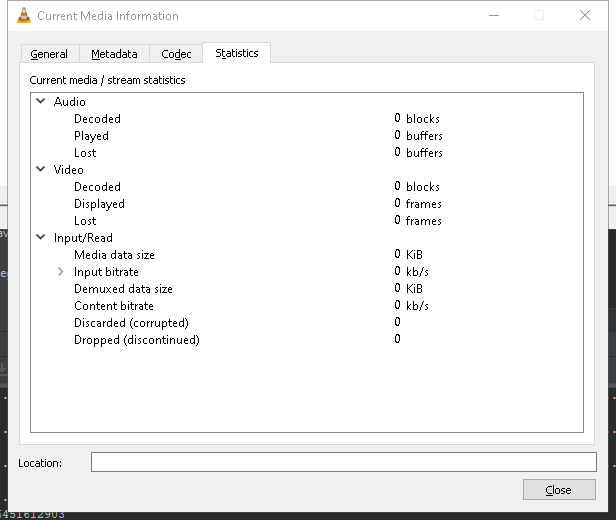 Current Media Information
General Metadata Codec Statistics
Current media / stream statistics
Audio
Decoded 0 blocks
Played 0 buffers
Lost 0 buffers
Video
Decoded 0 blocks
Displayed 0 frames
Lost 0 frames
Input/Read
Media data size 0 KiB
Input bitrate 0 kb/s
Demuxed data size 0 KiB
Content bitrate 0 kb/s
Discarded (corrupted) 0
Dropped (discontinued) 0
Location:
Close
451612903